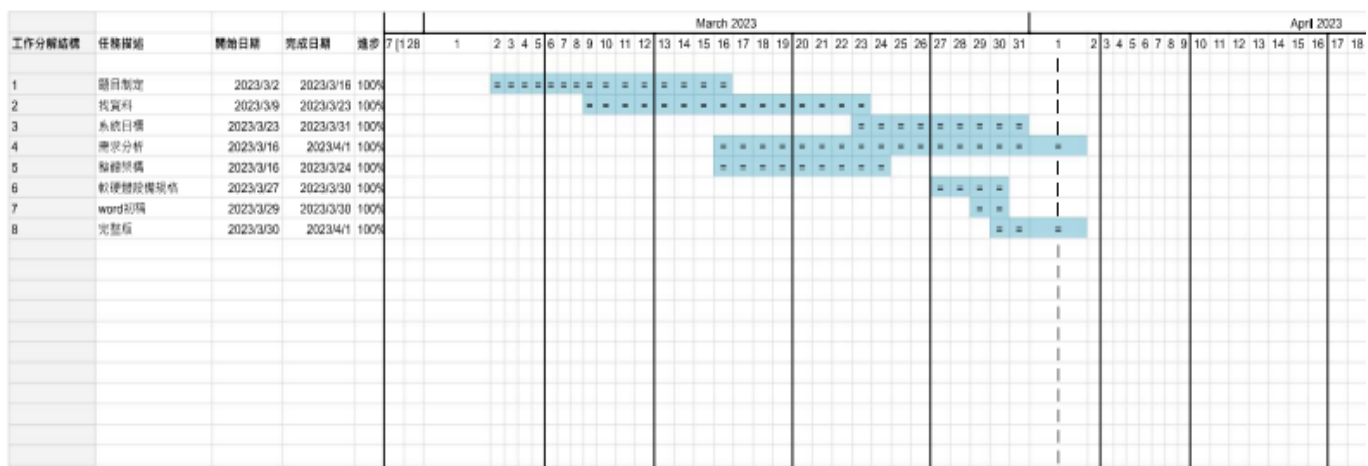 March 2023 April 2023
工作分解結構 任務描述 開始日期 完成日期 進步 7 [1 28 1 2 3 4 5 6 7 8 9 10 11 12 13 14 15 16 17 18 19 20 21 22 23 24 25 26 27 28 29 30 31 1 2 3 4 5 6 7 8 9 10 11 12 13 14 15 16 17 18
1 題目制定 2023/3/2 2023/3/16 100% = = = = = = = = = = = = = = =
2 找資料 2023/3/9 2023/3/23 100% = = = = = = = = = = = = = = =
3 系統目標 2023/3/23 2023/3/31 100% = = = = = = = = =
4 需求分析 2023/3/16 2023/4/1 100% = = = = = = = = = = = = = = = = =
5 整體架構 2023/3/16 2023/3/24 100% = = = = = = = = =
6 軟硬體設備規格 2023/3/27 2023/3/30 100% = = = =
7 word初稿 2023/3/29 2023/3/30 100% = =
8 完整版 2023/3/30 2023/4/1 100% = = =